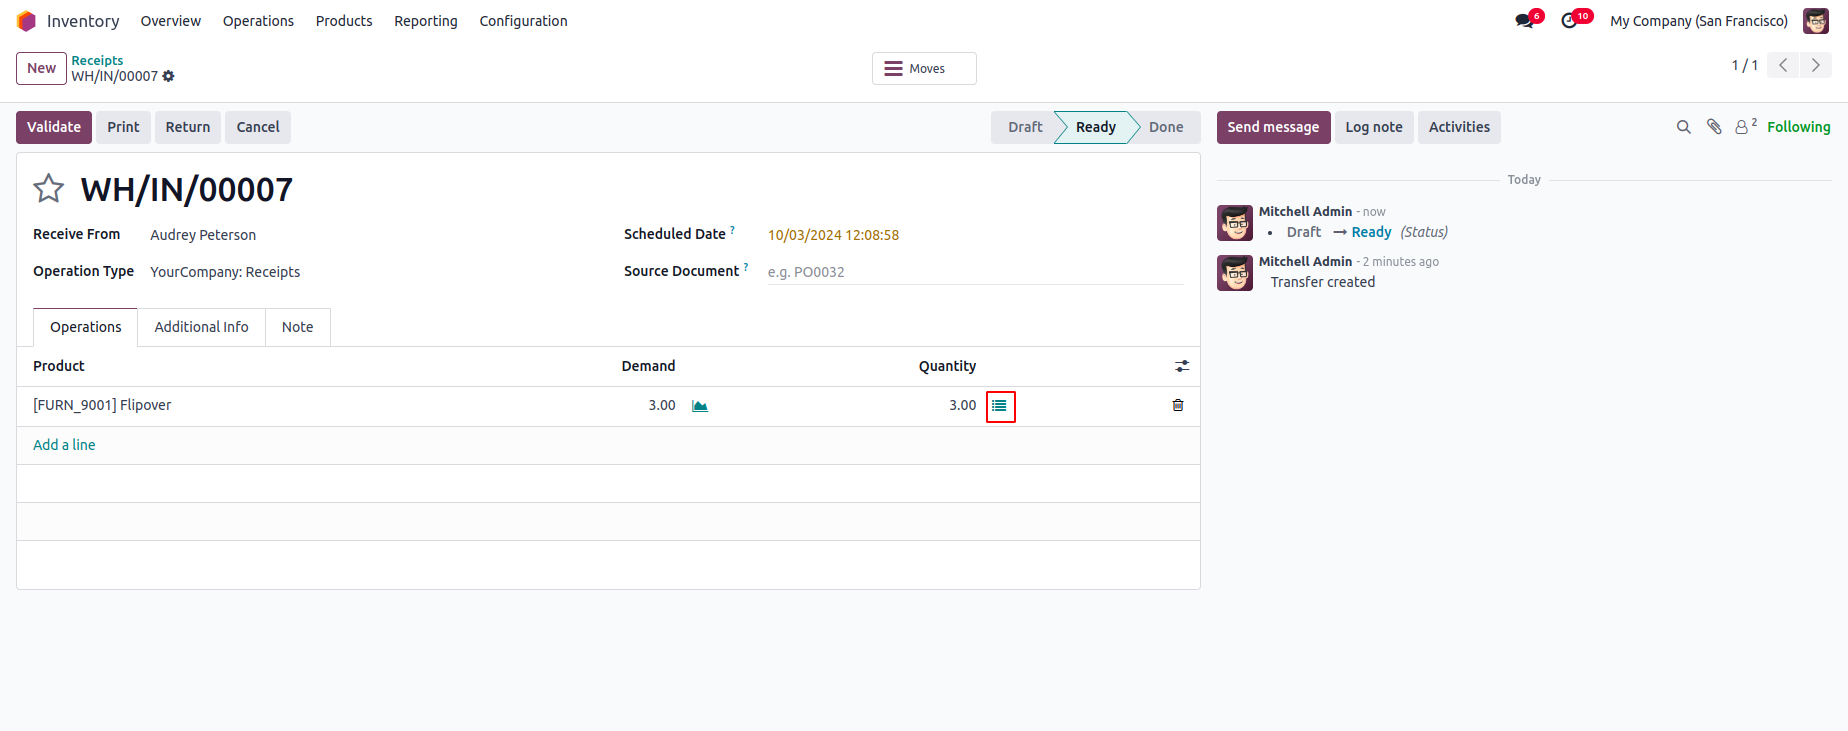 Inventory Overview Operations Products Reporting Configuration 6 10 My Company (San Francisco)
New Receipts
WH/IN/00007
Moves
1 / 1
Validate Print Return Cancel Draft Ready Done Send message Log note Activities 2 Following
WH/IN/00007
Receive From Audrey Peterson Scheduled Date ? 10/03/2024 12:08:58
Operation Type YourCompany: Receipts Source Document ? e.g. PO0032
Operations Additional Info Note
Product Demand Quantity
[FURN_9001] Flipover 3.00 3.00
Add a line
Today
Mitchell Admin - now
• Draft → Ready (Status)
Mitchell Admin - 2 minutes ago
Transfer created